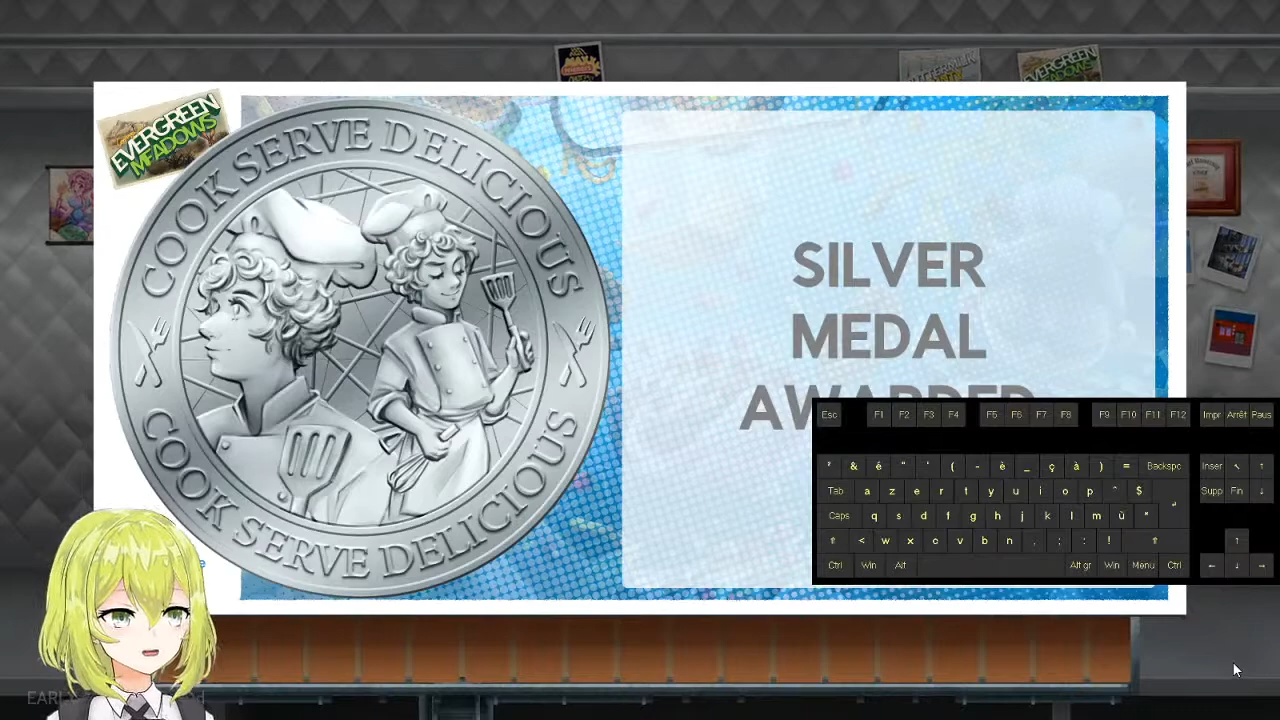 EVERGREEN
MEADOWS
COOK SERVE DELICIOUS
COOK SERVE DELICIOUS
SILVER
MEDAL
AWARDED
EVERGREEN
Esc F1 F2 F3 F4 F5 F6 F7 F8 F9 F10 F11 F12 Impr Arrêt Paus
² & é " ' ( - è _ ç à ) = Backspc Inser ↖ ↑
Tab a z e r t y u i o p ^ $ Supp Fin ↓
Caps q s d f g h j k l m ù * ↲
⇧ < w x c v b n , ; : ! ⇧ ↑
Ctrl Win Alt Alt gr Win Menu Ctrl ← ↓ →